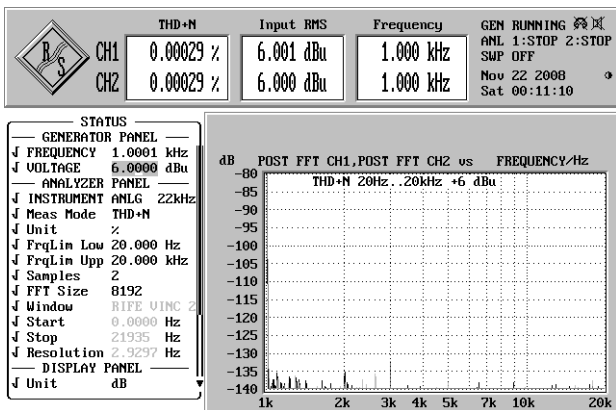 THD+N Input RMS Frequency
R S
CH1 0.00029 % 6.001 dBu 1.000 kHz
CH2 0.00029 % 6.000 dBu 1.000 kHz
GEN RUNNING
ANL 1:STOP 2:STOP
SWP OFF
Nov 22 2008
Sat 00:11:10
STATUS
GENERATOR PANEL
√ FREQUENCY 1.0001 kHz
√ VOLTAGE 6.0000 dBu
ANALYZER PANEL
√ INSTRUMENT ANLG 22kHz
√ Meas Mode THD+N
√ Unit %
√ FrqLim Low 20.000 Hz
√ FrqLim Upp 20.000 kHz
√ Samples 2
√ FFT Size 8192
√ Window RIFE VINC 2
√ Start 0.0000 Hz
√ Stop 21935 Hz
√ Resolution 2.9297 Hz
DISPLAY PANEL
√ Unit dB
dB POST FFT CH1,POST FFT CH2 vs FREQUENCY/Hz
THD+N 20Hz..20kHz +6 dBu
-80
-85
-90
-95
-100
-105
-110
-115
-120
-125
-130
-135
-140
1k 2k 3k 4k 5k 7k 10k 20k